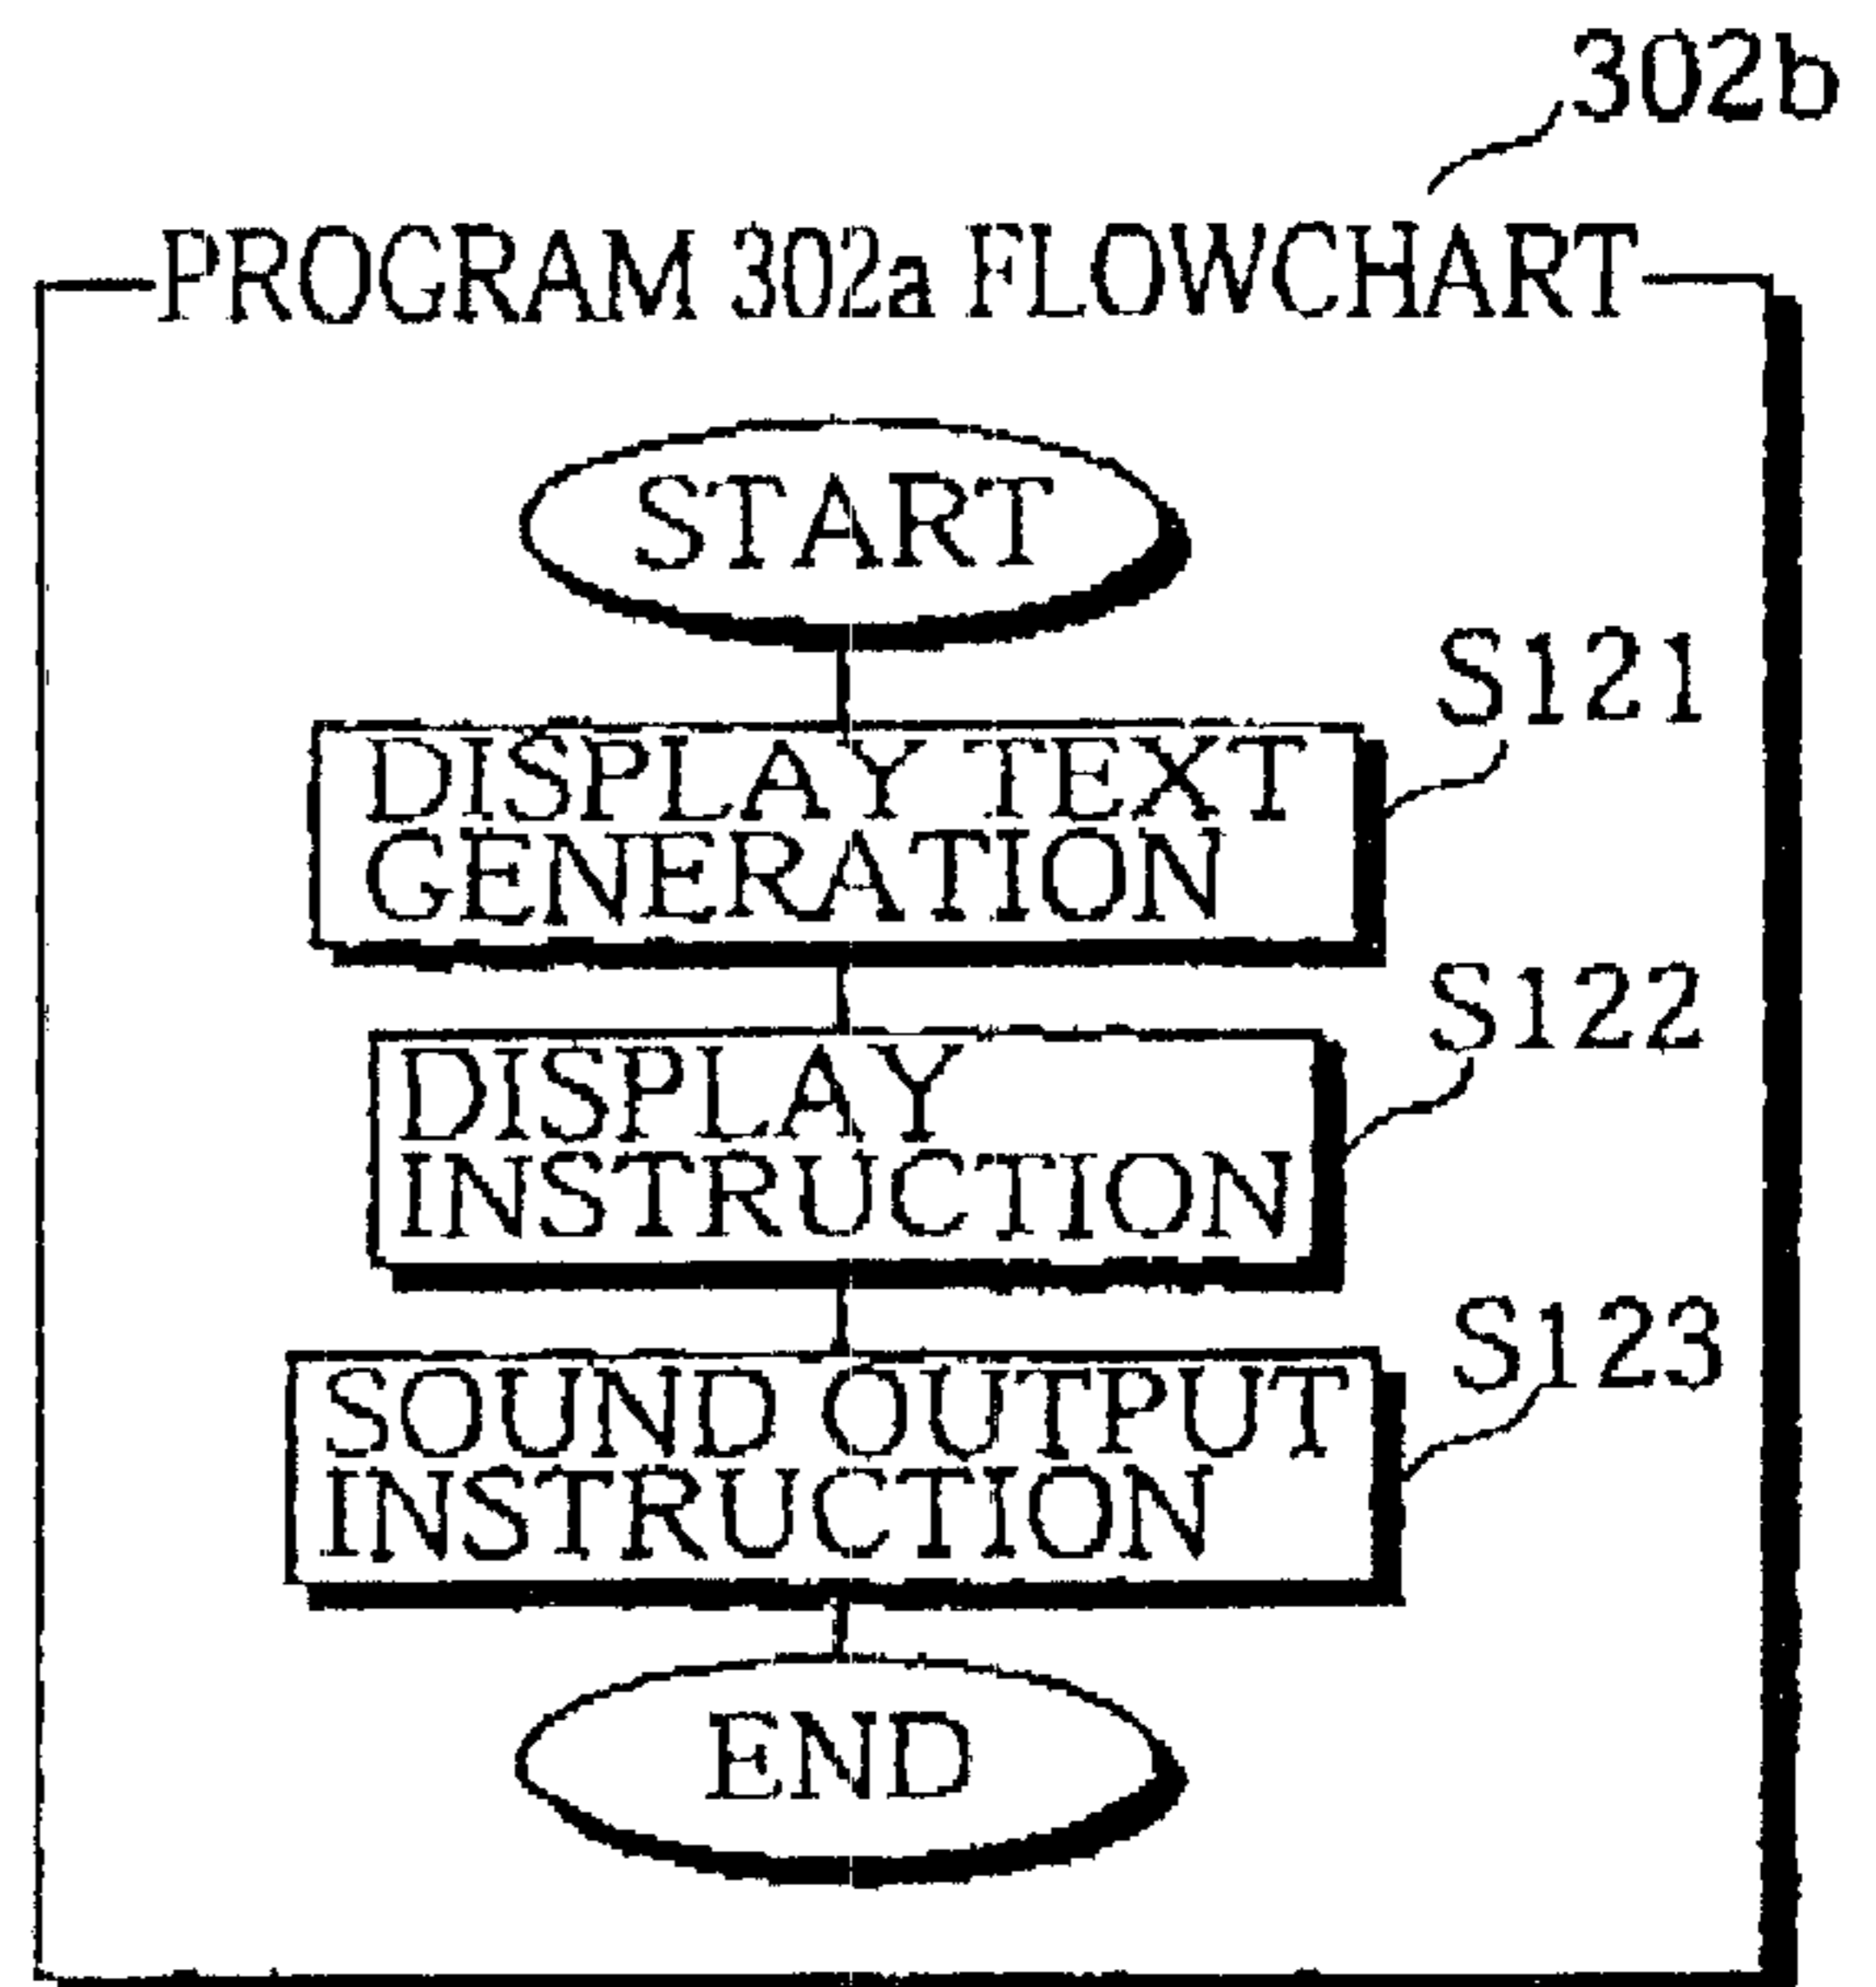 302b
PROGRAM 302a FLOWCHART
START
S121
DISPLAY TEXT
GENERATION
S122
DISPLAY
INSTRUCTION
S123
SOUND OUTPUT
INSTRUCTION
END